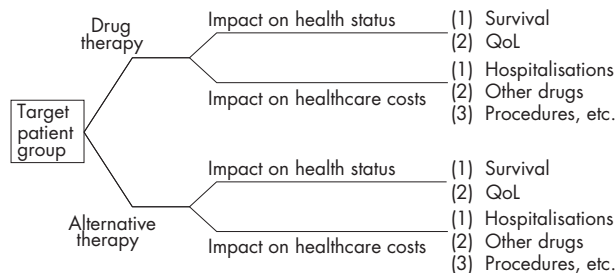 Drug
therapy
Impact on health status
(1) Survival
(2) QoL
Impact on healthcare costs
(1) Hospitalisations
(2) Other drugs
(3) Procedures, etc.
Target
patient
group
Alternative
therapy
Impact on health status
(1) Survival
(2) QoL
Impact on healthcare costs
(1) Hospitalisations
(2) Other drugs
(3) Procedures, etc.